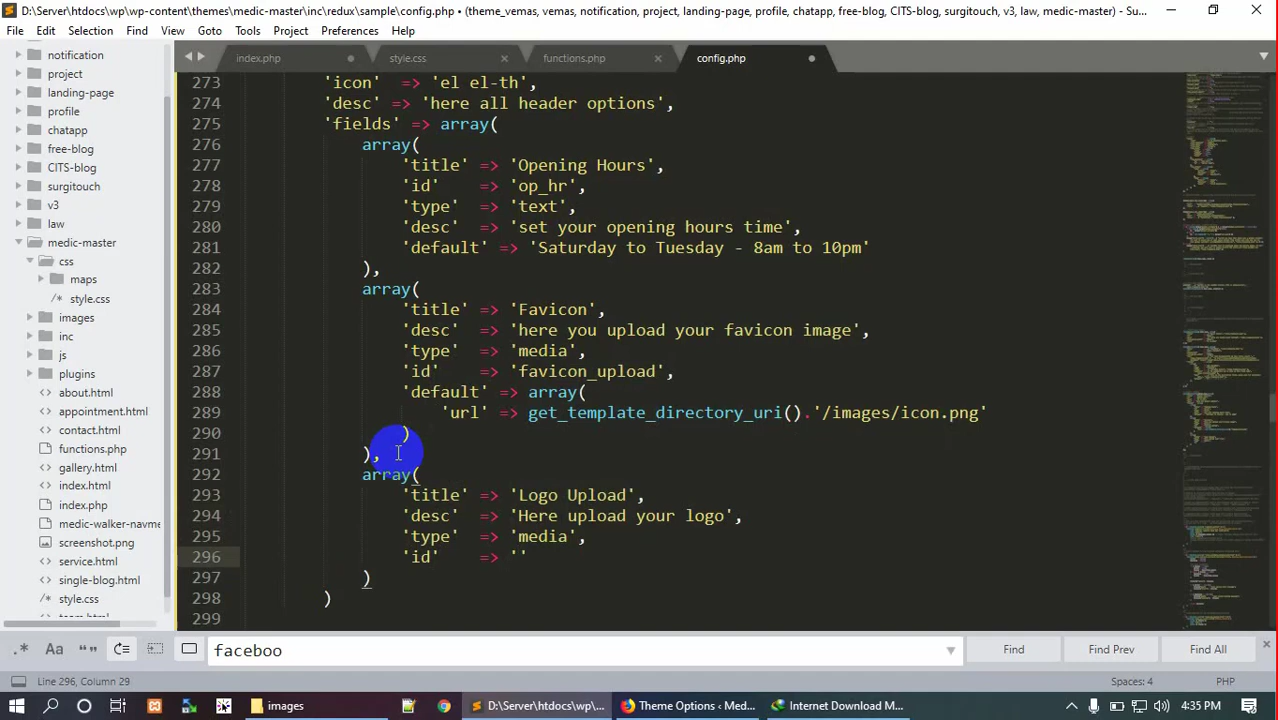 D:\Server\htdocs\wp\wp-content\themes\medic-master\inc\redux\sample\config.php • (theme_vemas, vemas, notification, project, landing-page, profile, chatapp, free-blog, CITS-blog, surgitouch, v3, law, medic-master) - Su...
File Edit Selection Find View Goto Tools Project Preferences Help
index.php style.css functions.php config.php
notification
project
landing-page
profile
chatapp
free-blog
CITS-blog
surgitouch
v3
law
medic-master
css
maps
/* style.css
images
inc
js
plugins
about.html
appointment.html
contact.html
functions.php
gallery.html
index.html
index.php
medic-walker-navme
screenshot.png
service.html
single-blog.html
/* style.css
273 'icon' => 'el el-th',
274 'desc' => 'here all header options',
275 'fields' => array(
276 array(
277 'title' => 'Opening Hours',
278 'id' => 'op_hr',
279 'type' => 'text',
280 'desc' => 'set your opening hours time',
281 'default' => 'Saturday to Tuesday - 8am to 10pm'
282 ),
283 array(
284 'title' => 'Favicon',
285 'desc' => 'here you upload your favicon image',
286 'type' => 'media',
287 'id' => 'favicon_upload',
288 'default' => array(
289 'url' => get_template_directory_uri().'/images/icon.png'
290 )
291 ),
292 array(
293 'title' => 'Logo Upload',
294 'desc' => 'Here upload your logo',
295 'type' => 'media',
296 'id' => ''
297 )
298 )
299
.* Aa “” faceboo Find Find Prev Find All
Line 296, Column 29 Spaces: 4 PHP
images D:\Server\htdocs\wp\... Theme Options ‹ Med... Internet Download M... 4:35 PM